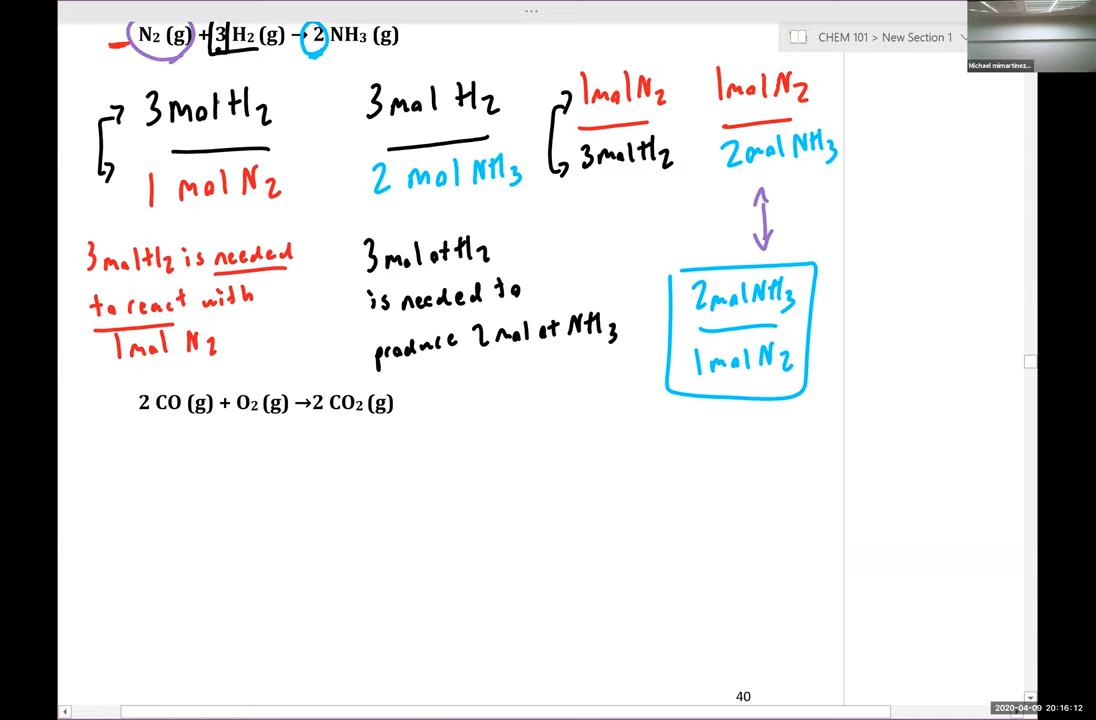 N₂ (g) + 3 H₂ (g) → 2 NH₃ (g)
CHEM 101 > New Section 1
Michael mimartinez...
3 mol H₂
1 mol N₂
3 mol H₂
2 mol NH₃
1 mol N₂
3 mol H₂
1 mol N₂
2 mol NH₃
3 mol H₂ is needed
to react with
1 mol N₂
3 mol of H₂
is needed to
produce 2 mol of NH₃
2 mol NH₃
1 mol N₂
2 CO (g) + O₂ (g) → 2 CO₂ (g)
40
2020-04-09 20:16:12